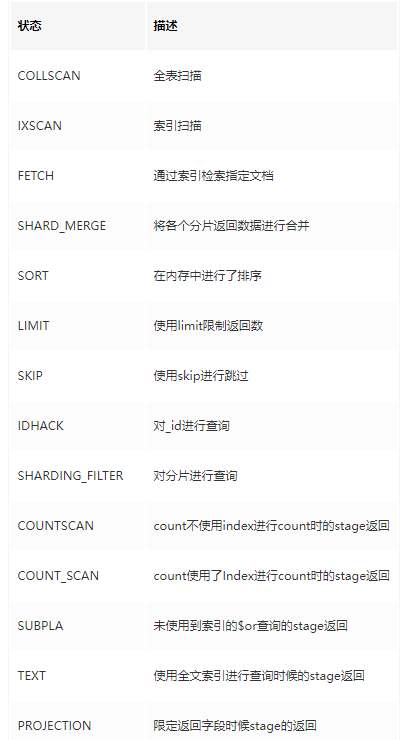 状态 描述
COLLSCAN 全表扫描
IXSCAN 索引扫描
FETCH 通过索引检索指定文档
SHARD_MERGE 将各个分片返回数据进行合并
SORT 在内存中进行了排序
LIMIT 使用limit限制返回数
SKIP 使用skip进行跳过
IDHACK 对_id进行查询
SHARDING_FILTER 对分片进行查询
COUNTSCAN count不使用index进行count时的stage返回
COUNT_SCAN count使用了Index进行count时的stage返回
SUBPLA 未使用到索引的$or查询的stage返回
TEXT 使用全文索引进行查询时候的stage返回
PROJECTION 限定返回字段时候stage的返回